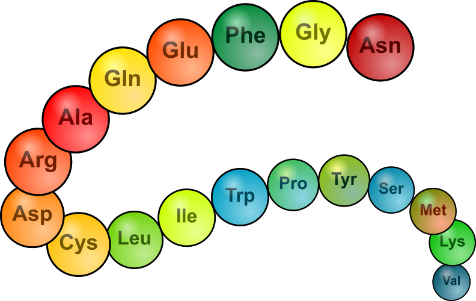 Asn
Gly
Phe
Glu
Gln
Ala
Arg
Asp
Cys
Leu
Ile
Trp
Pro
Tyr
Ser
Met
Lys
Val